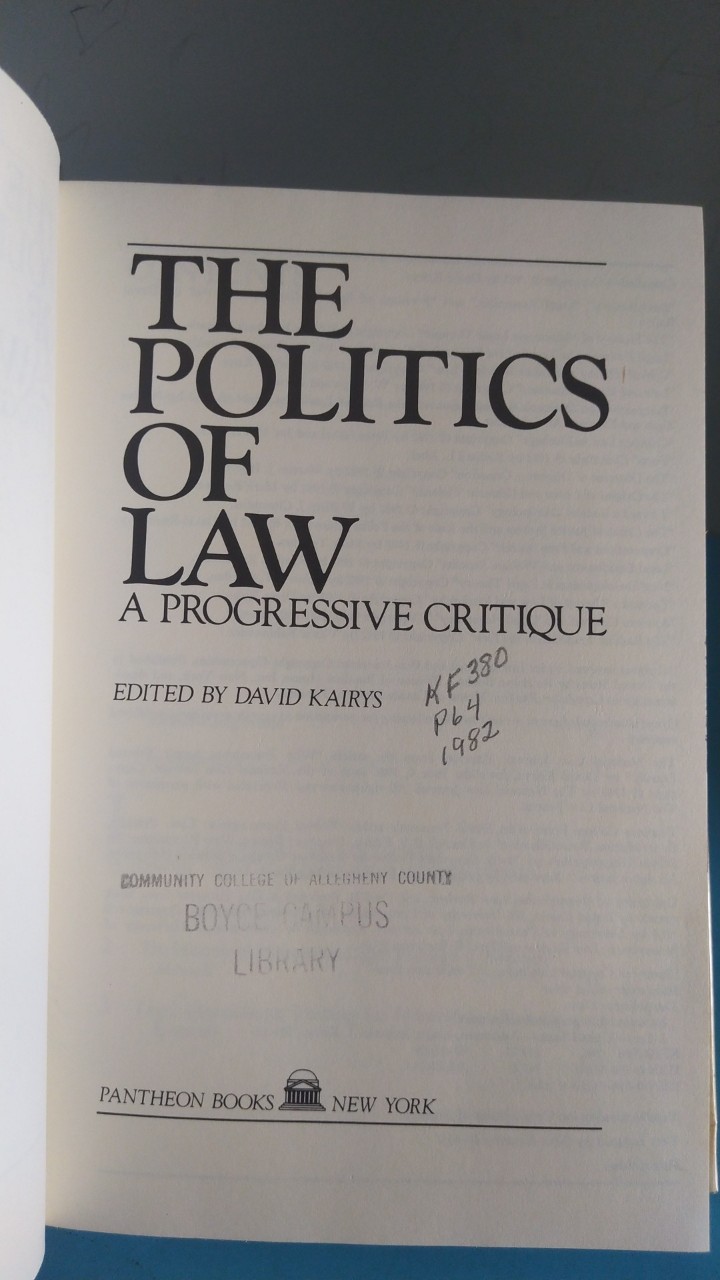 THE
POLITICS
OF
LAW
A PROGRESSIVE CRITIQUE
EDITED BY DAVID KAIRYS
KF380
P64
1982
COMMUNITY COLLEGE OF ALLEGHENY COUNTY
BOYCE CAMPUS
LIBRARY
PANTHEON BOOKS NEW YORK